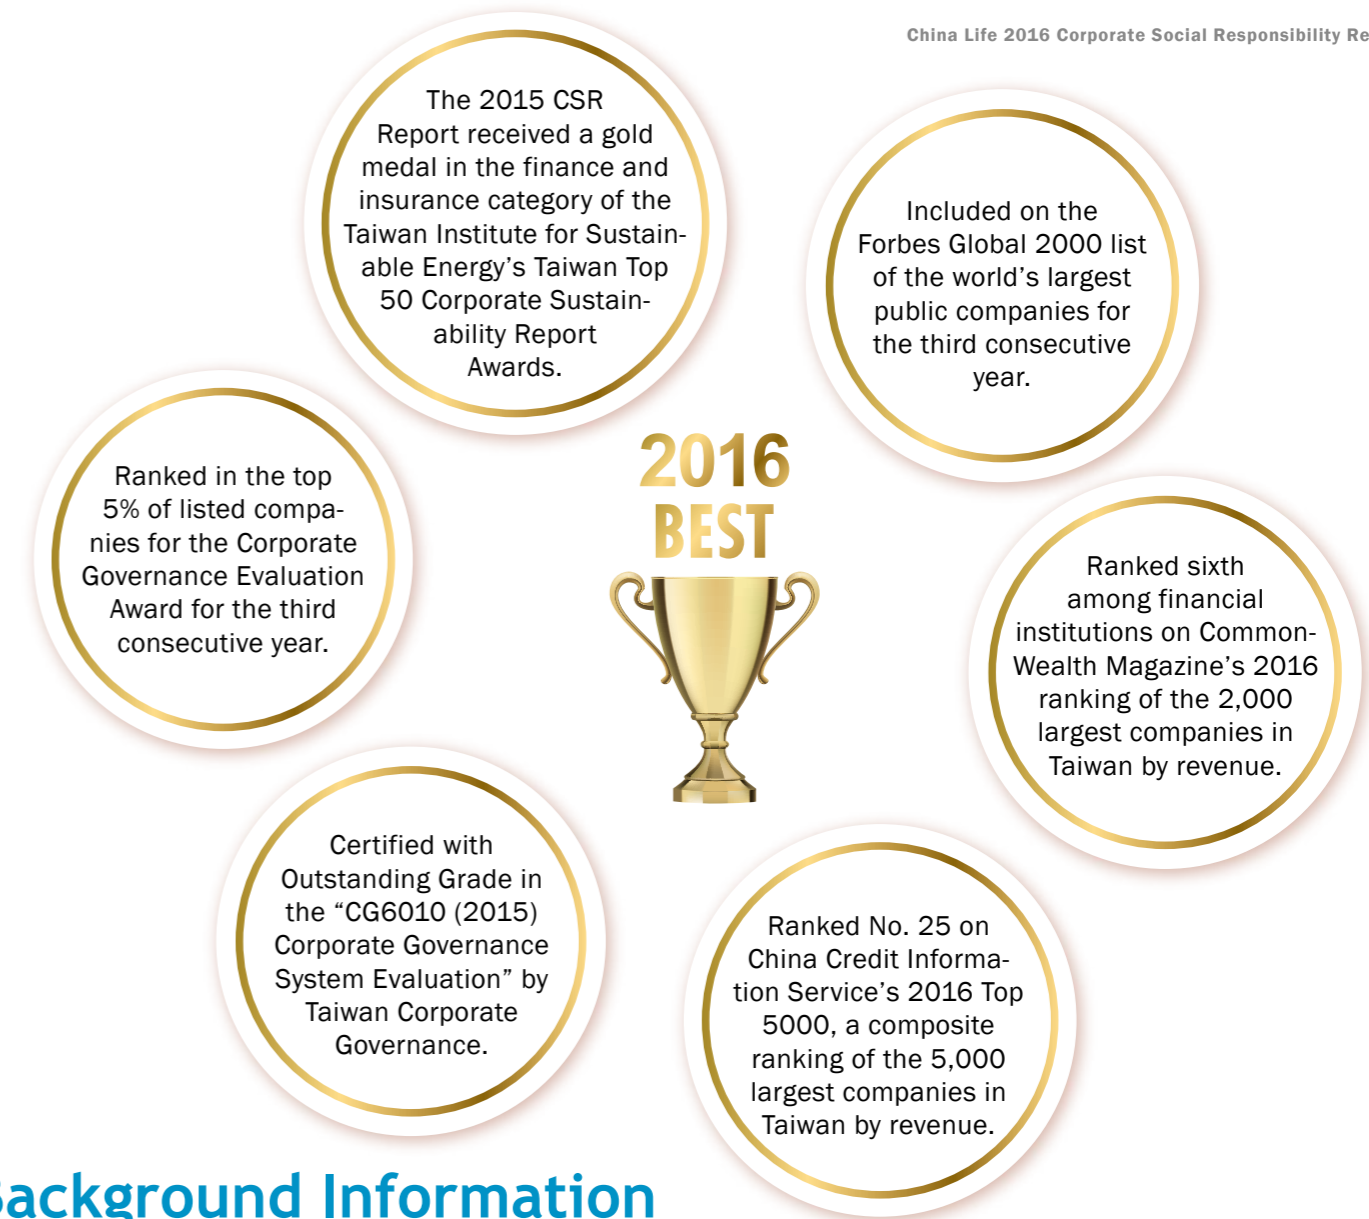 China Life 2016 Corporate Social Responsibility Re
The 2015 CSR
Report received a gold
medal in the finance and
insurance category of the
Taiwan Institute for Sustain-
able Energy’s Taiwan Top
50 Corporate Sustain-
ability Report
Awards.
Included on the
Forbes Global 2000 list
of the world’s largest
public companies for
the third consecutive
year.
Ranked in the top
5% of listed compa-
nies for the Corporate
Governance Evaluation
Award for the third
consecutive year.
2016
BEST
Ranked sixth
among financial
institutions on Common-
Wealth Magazine’s 2016
ranking of the 2,000
largest companies in
Taiwan by revenue.
Certified with
Outstanding Grade in
the “CG6010 (2015)
Corporate Governance
System Evaluation” by
Taiwan Corporate
Governance.
Ranked No. 25 on
China Credit Informa-
tion Service’s 2016 Top
5000, a composite
ranking of the 5,000
largest companies in
Taiwan by revenue.
Background Information